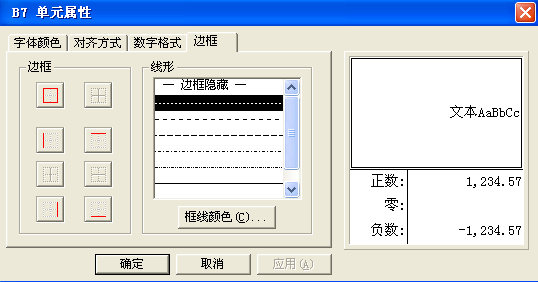 B7 单元属性
字体颜色 对齐方式 数字格式 边框
边框
线形
一 边框隐藏 一
框线颜色(C)...
文本AaBbCc
正数: 1,234.57
零:
负数: -1,234.57
确定 取消 应用(A)